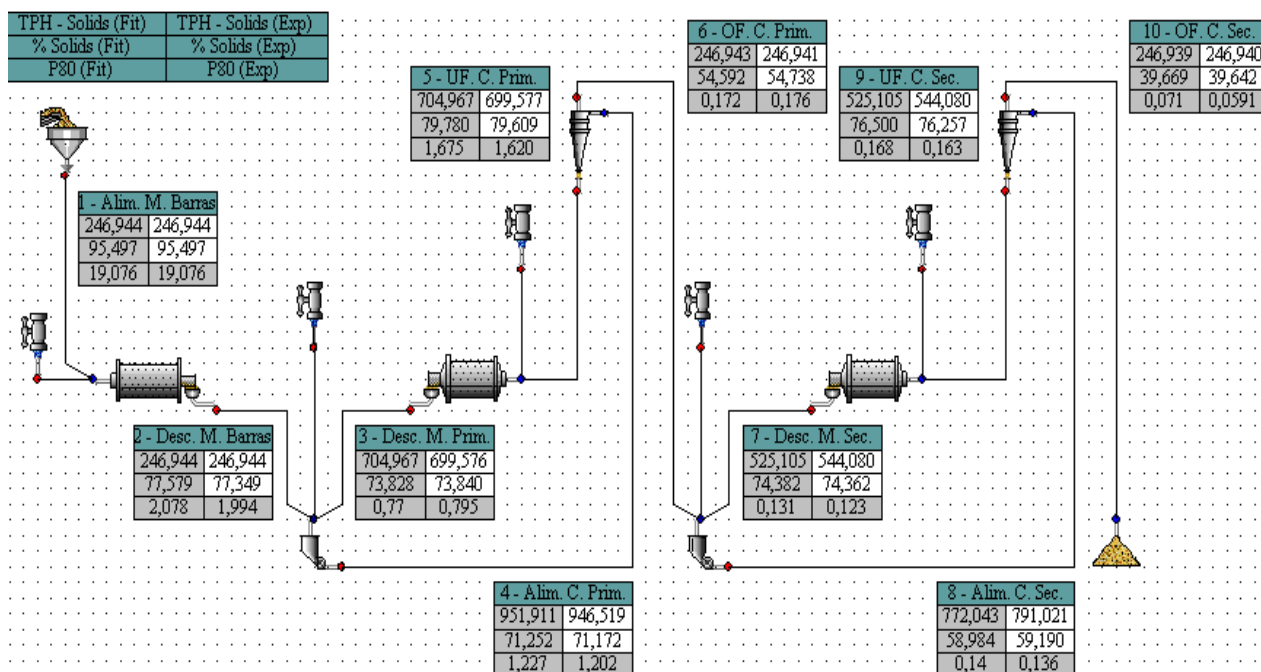 TPH - Solids (Fit) TPH - Solids (Exp)
% Solids (Fit) % Solids (Exp)
P80 (Fit) P80 (Exp)
6 - OF. C. Prim.
246,943 246,941
54,592 54,738
0,172 0,176
10 - OF. C. Sec.
246,939 246,940
39,669 39,642
0,071 0,0591
5 - UF. C. Prim.
704,967 699,577
79,780 79,609
1,675 1,620
9 - UF. C. Sec.
525,105 544,080
76,500 76,257
0,168 0,163
1 - Alim. M. Barras
246,944 246,944
95,497 95,497
19,076 19,076
2 - Desc. M. Barras
246,944 246,944
77,579 77,349
2,078 1,994
3 - Desc. M. Prim.
704,967 699,576
73,828 73,840
0,77 0,795
7 - Desc. M. Sec.
525,105 544,080
74,382 74,362
0,131 0,123
4 - Alim. C. Prim.
951,911 946,519
71,252 71,172
1,227 1,202
8 - Alim. C. Sec.
772,043 791,021
58,984 59,190
0,14 0,136